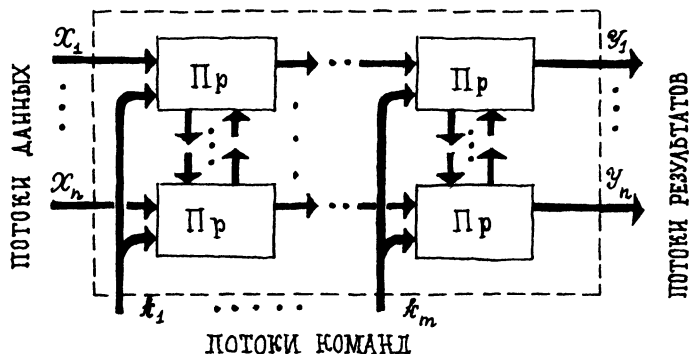 ПОТОКИ ДАННЫХ
X₁
Пр
Пр
Y₁
Xₙ
Пр
Пр
Yₙ
ПОТОКИ РЕЗУЛЬТАТОВ
k₁
kₘ
ПОТОКИ КОМАНД